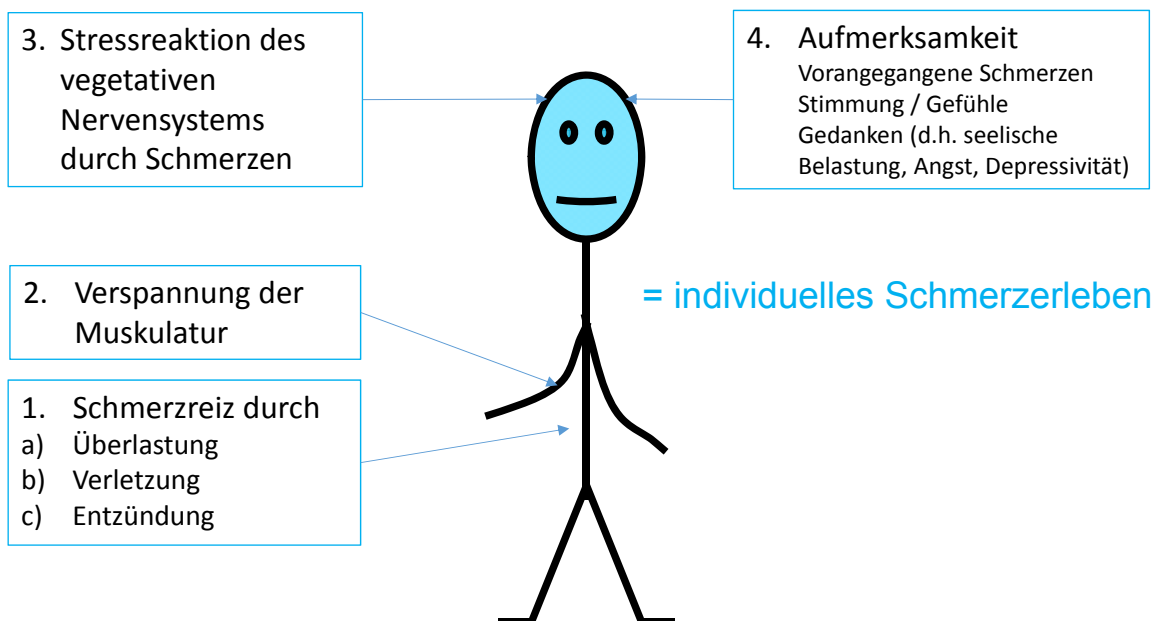 3. Stressreaktion des
vegetativen
Nervensystems
durch Schmerzen
4. Aufmerksamkeit
Vorangegangene Schmerzen
Stimmung / Gefühle
Gedanken (d.h. seelische
Belastung, Angst, Depressivität)
2. Verspannung der
Muskulatur
= individuelles Schmerzerleben
1. Schmerzreiz durch
a) Überlastung
b) Verletzung
c) Entzündung